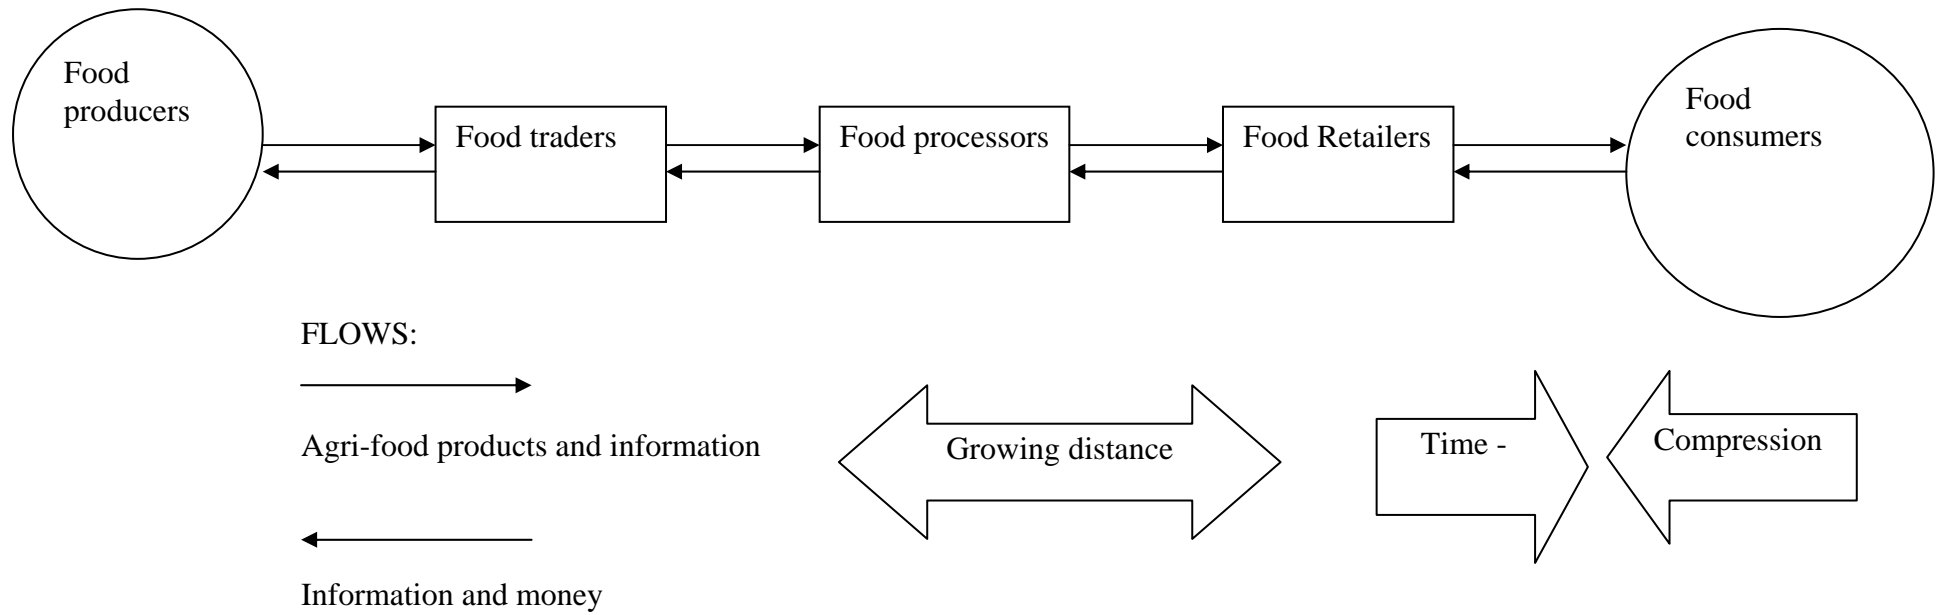 Food
producers
Food traders
Food processors
Food Retailers
Food
consumers
FLOWS:
Agri-food products and information
Information and money
Growing distance
Time -
Compression